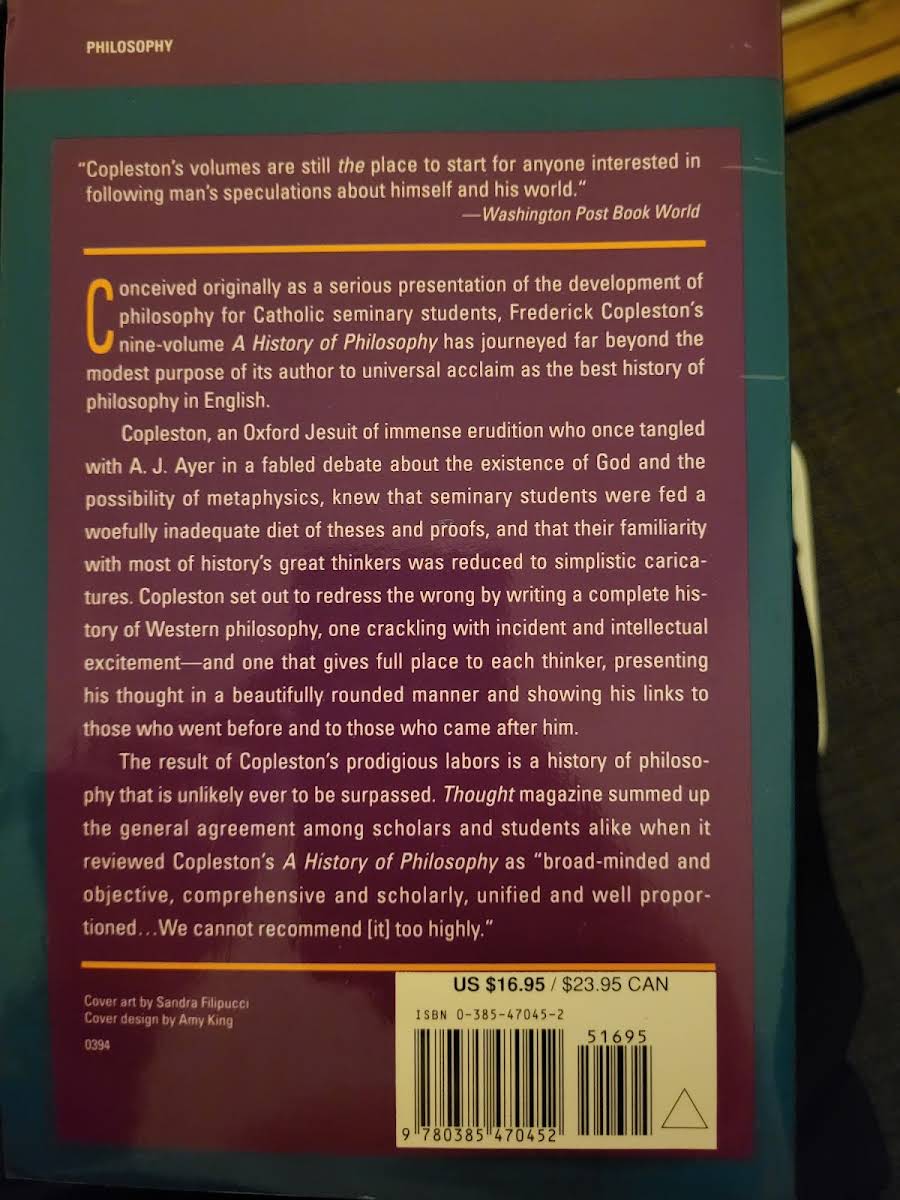 PHILOSOPHY
"Copleston's volumes are still the place to start for anyone interested in
following man's speculations about himself and his world."
—Washington Post Book World
Conceived originally as a serious presentation of the development of
philosophy for Catholic seminary students, Frederick Copleston's
nine-volume A History of Philosophy has journeyed far beyond the
modest purpose of its author to universal acclaim as the best history of
philosophy in English.
Copleston, an Oxford Jesuit of immense erudition who once tangled
with A. J. Ayer in a fabled debate about the existence of God and the
possibility of metaphysics, knew that seminary students were fed a
woefully inadequate diet of theses and proofs, and that their familiarity
with most of history's great thinkers was reduced to simplistic carica-
tures. Copleston set out to redress the wrong by writing a complete his-
tory of Western philosophy, one crackling with incident and intellectual
excitement—and one that gives full place to each thinker, presenting
his thought in a beautifully rounded manner and showing his links to
those who went before and to those who came after him.
The result of Copleston's prodigious labors is a history of philoso-
phy that is unlikely ever to be surpassed. Thought magazine summed up
the general agreement among scholars and students alike when it
reviewed Copleston's A History of Philosophy as "broad-minded and
objective, comprehensive and scholarly, unified and well propor-
tioned...We cannot recommend [it] too highly."
Cover art by Sandra Filipucci
Cover design by Amy King
0394
US $16.95 / $23.95 CAN
ISBN 0-385-47045-2
51695
9 780385 470452